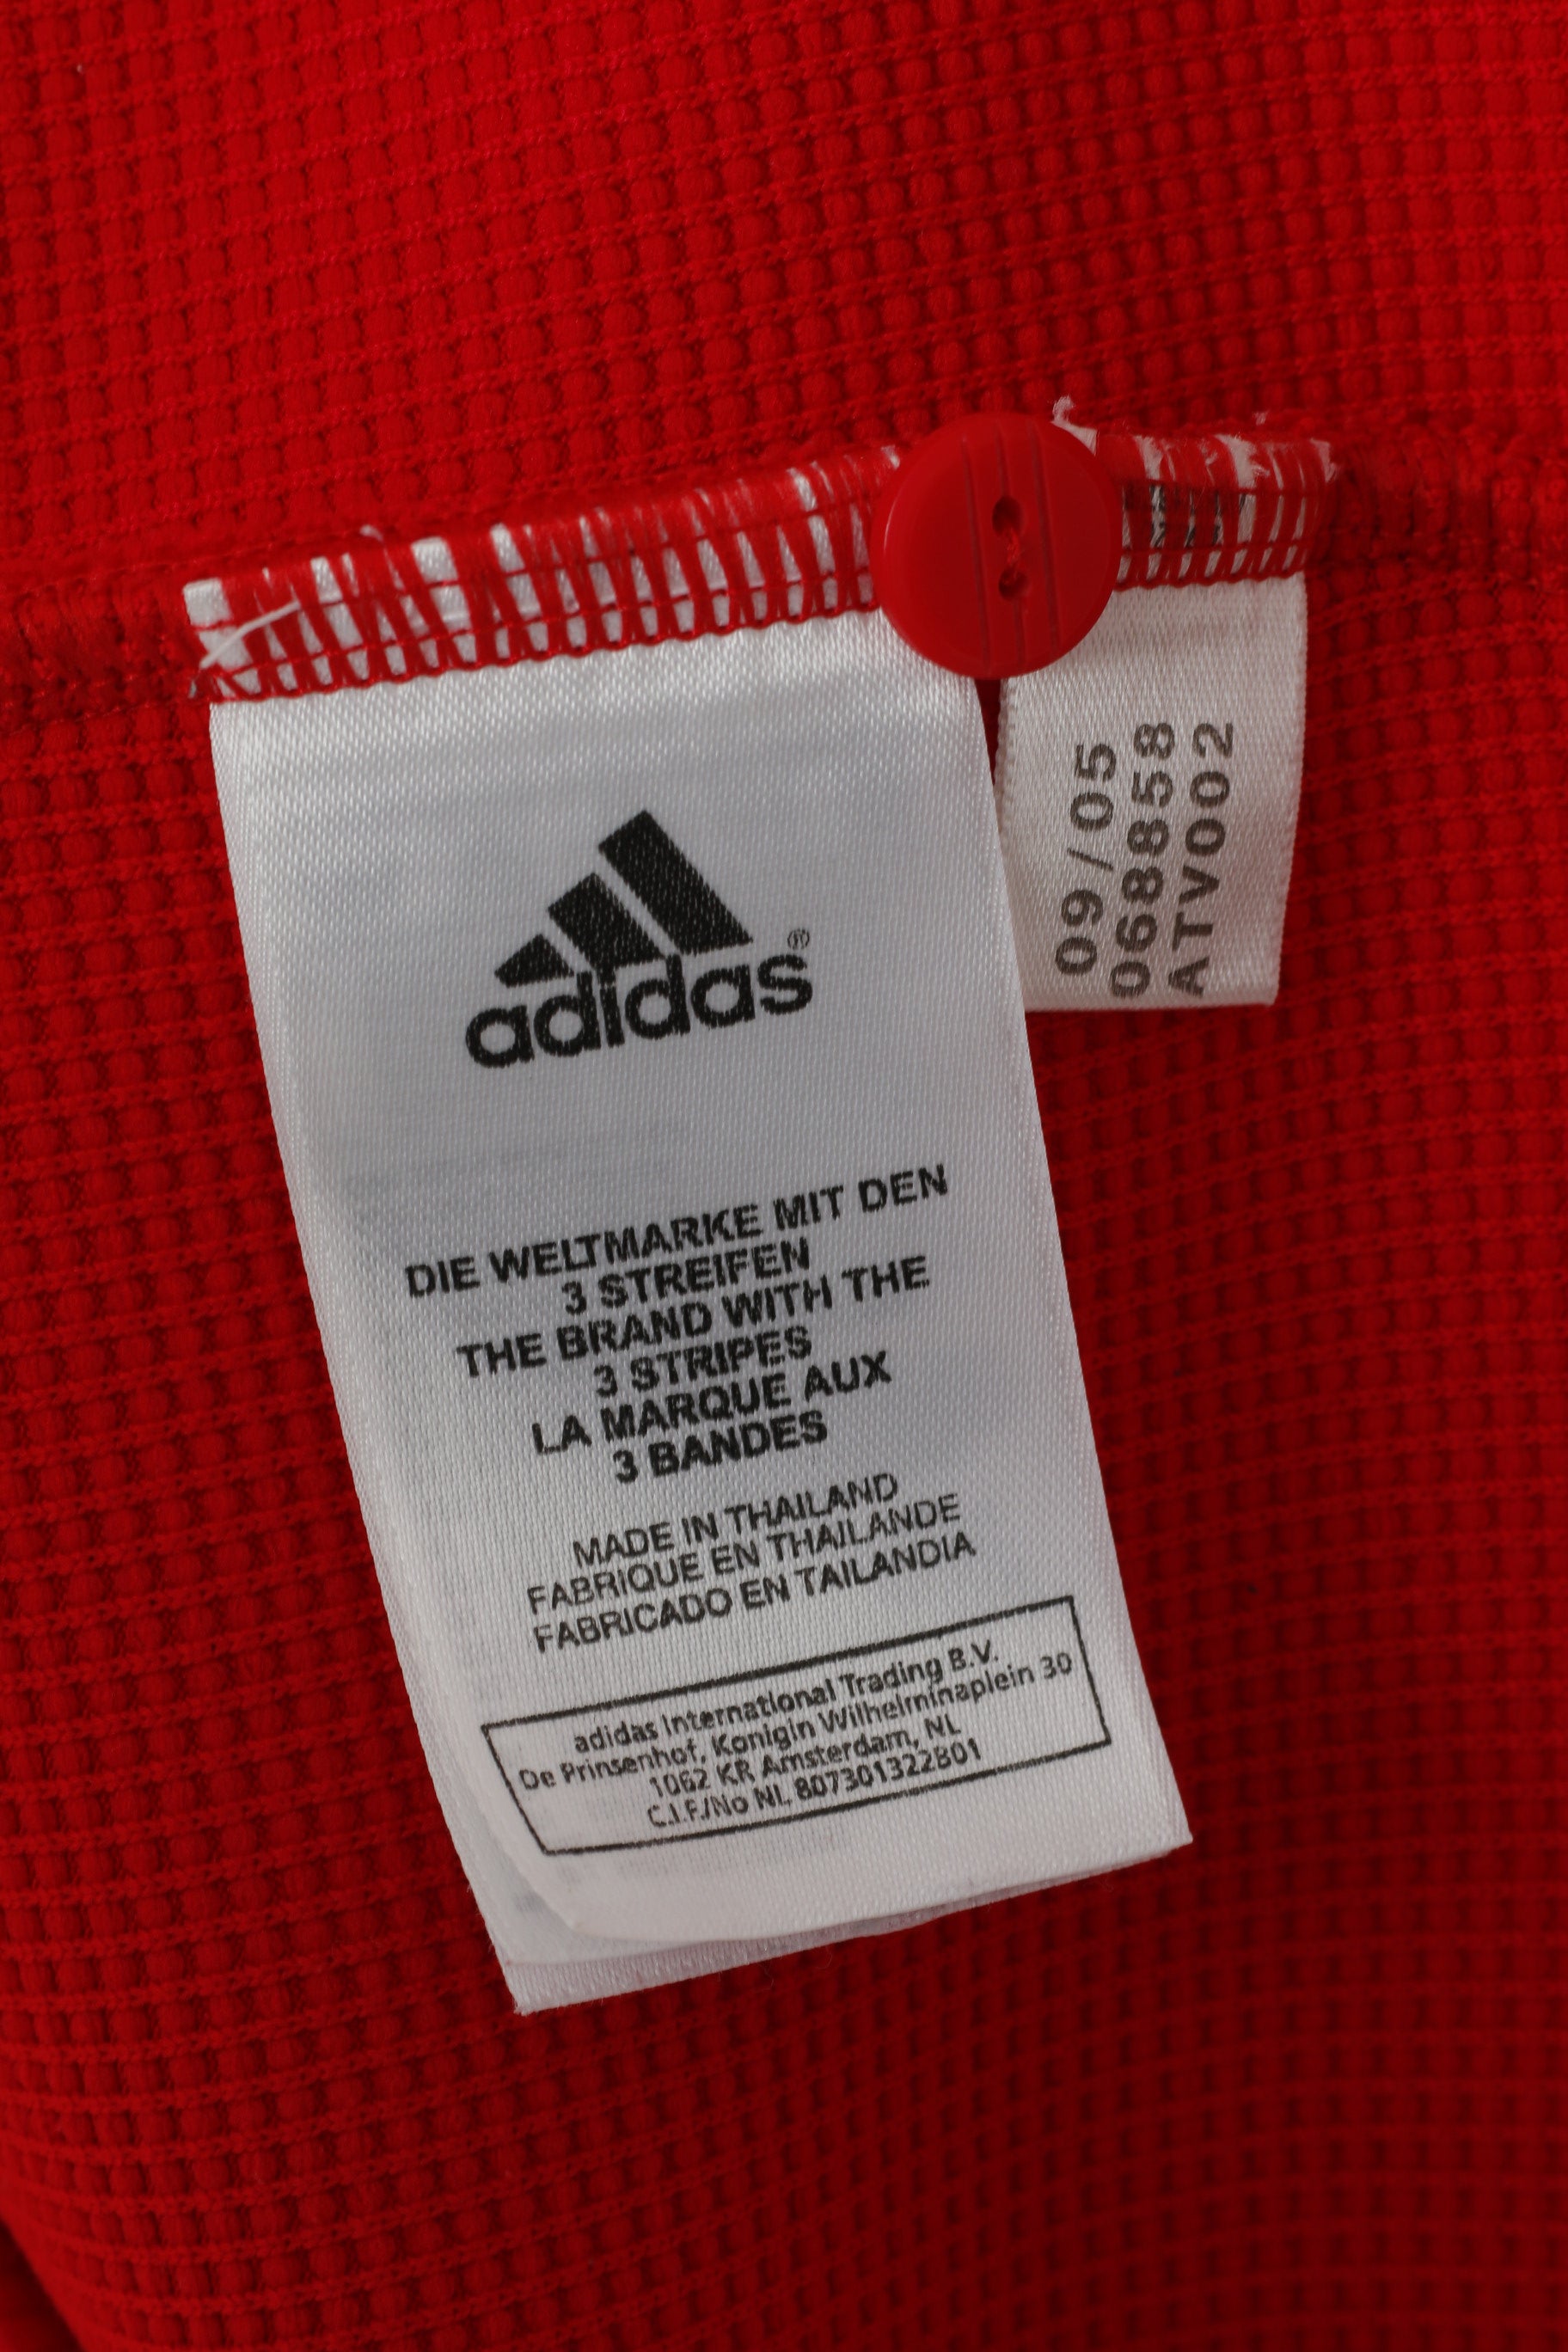 adidas®
DIE WELTMARKE MIT DEN
3 STREIFEN
THE BRAND WITH THE
3 STRIPES
LA MARQUE AUX
3 BANDES
MADE IN THAILAND
FABRIQUE EN THAILANDE
FABRICADO EN TAILANDIA
adidas International Trading B.V.
De Prinsenhof, Konigin Wilhelminaplein 30
1062 KR Amsterdam, NL
C.I.F./No NL 807301322B01
09/05
068858
ATV002